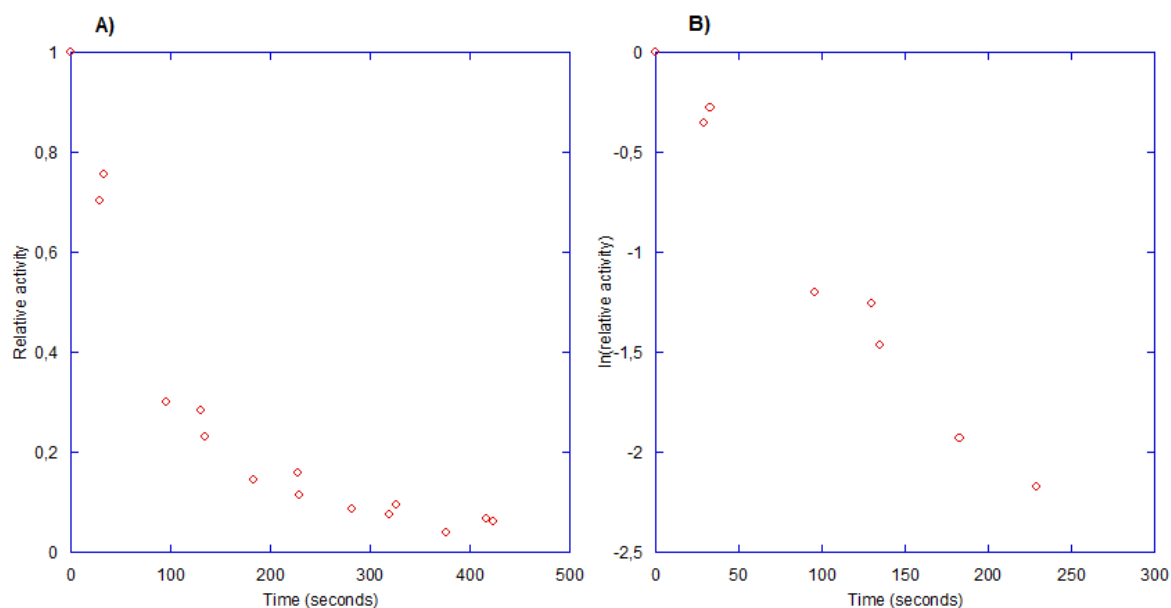 A)
1
0,8
0,6
0,4
0,2
0
Relative activity
0 100 200 300 400 500
Time (seconds)
B)
0
-0,5
-1
-1,5
-2
-2,5
ln(relative activity)
0 50 100 150 200 250 300
Time (seconds)